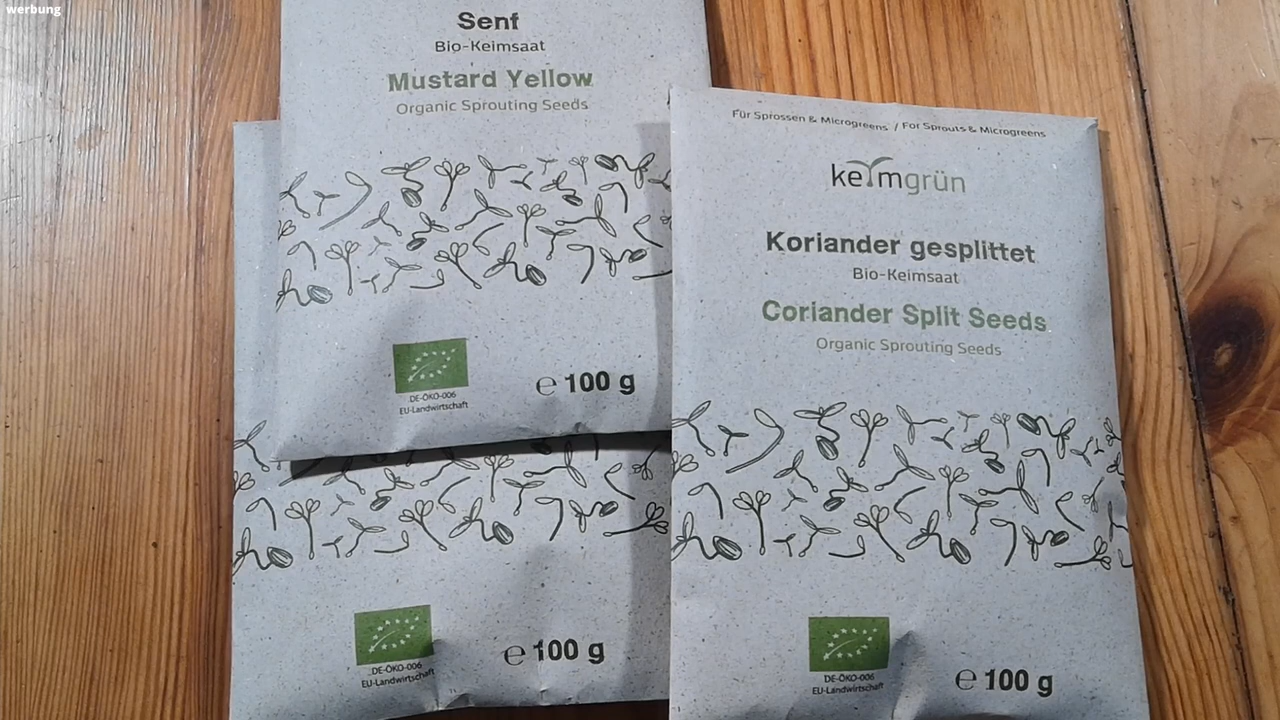 werbung
Senf
Bio-Keimsaat
Mustard Yellow
Organic Sprouting Seeds
DE-ÖKO-006
EU-Landwirtschaft
℮ 100 g
DE-ÖKO-006
EU-Landwirtschaft
℮ 100 g
Für Sprossen & Microgreens / For Sprouts & Microgreens
keimgrün
Koriander gesplittet
Bio-Keimsaat
Coriander Split Seeds
Organic Sprouting Seeds
DE-ÖKO-006
EU-Landwirtschaft
℮ 100 g